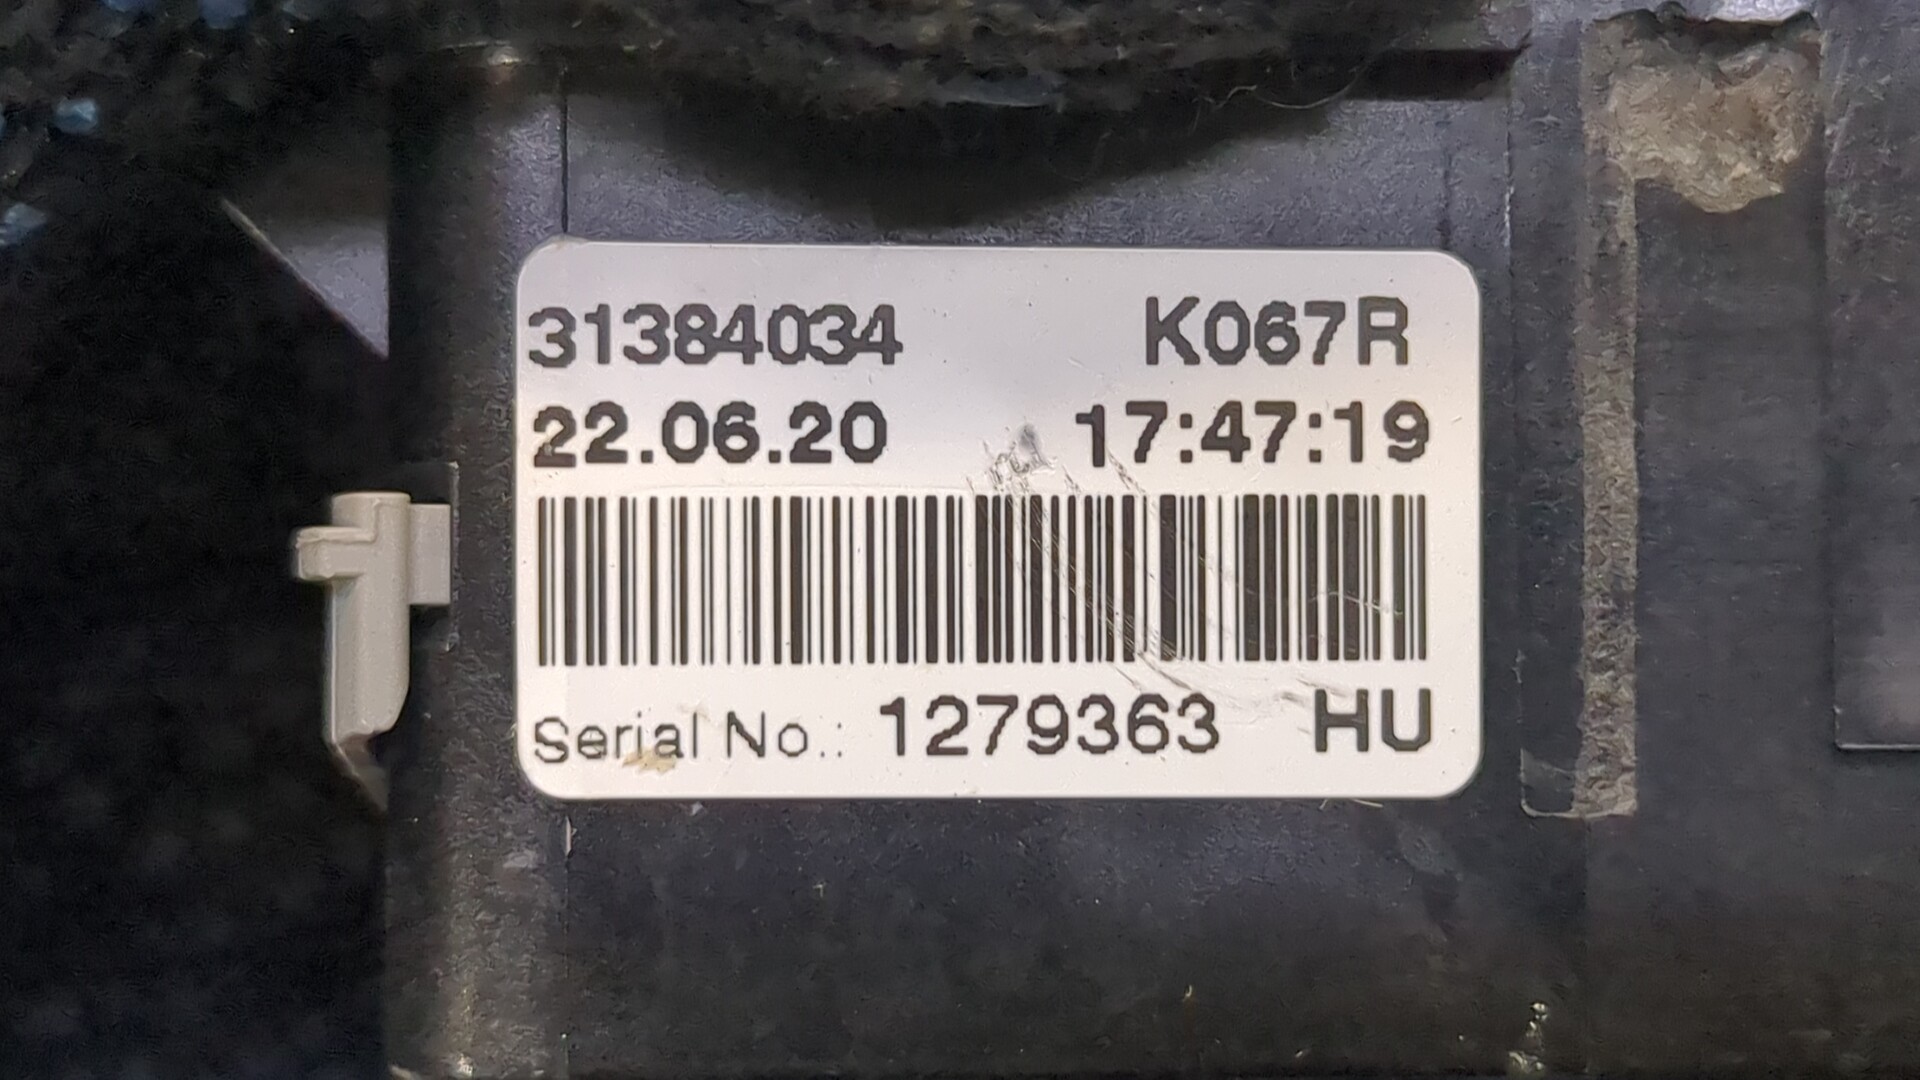 31384034 K067R
22.06.20 17:47:19
Serial No.: 1279363 HU